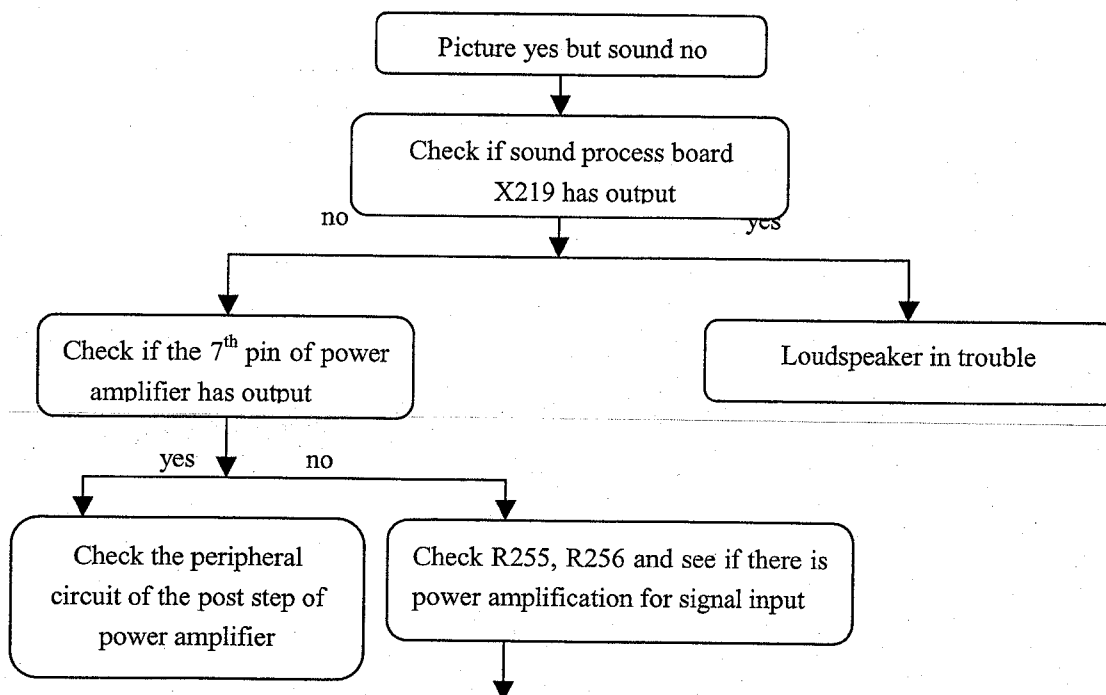 Picture yes but sound no
Check if sound process board
X219 has output
no
yes
Check if the 7th pin of power
amplifier has output
Loudspeaker in trouble
yes
no
Check the peripheral
circuit of the post step of
power amplifier
Check R255, R256 and see if there is
power amplification for signal input